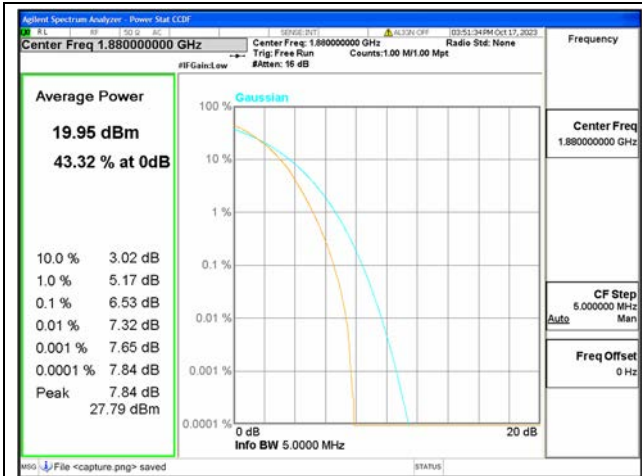 Agilent Spectrum Analyzer - Power Stat CCDF
RL RF 50 Ω AC SENSE:INT ALIGN OFF 03:51:34 PM Oct 17, 2023
Center Freq 1.880000000 GHz
Center Freq: 1.880000000 GHz Radio Std: None
Trig: Free Run Counts:1.00 M/1.00 Mpt
#IFGain:Low #Atten: 16 dB
Frequency
Average Power
19.95 dBm
43.32 % at 0dB
10.0 % 3.02 dB
1.0 % 5.17 dB
0.1 % 6.53 dB
0.01 % 7.32 dB
0.001 % 7.65 dB
0.0001 % 7.84 dB
Peak 7.84 dB
27.79 dBm
Gaussian
100 %
10 %
1 %
0.1 %
0.01 %
0.001 %
0.0001 %
0 dB 20 dB
Info BW 5.0000 MHz
Center Freq
1.880000000 GHz
CF Step
5.000000 MHz
Auto Man
Freq Offset
0 Hz
MSG File <capture.png> saved STATUS